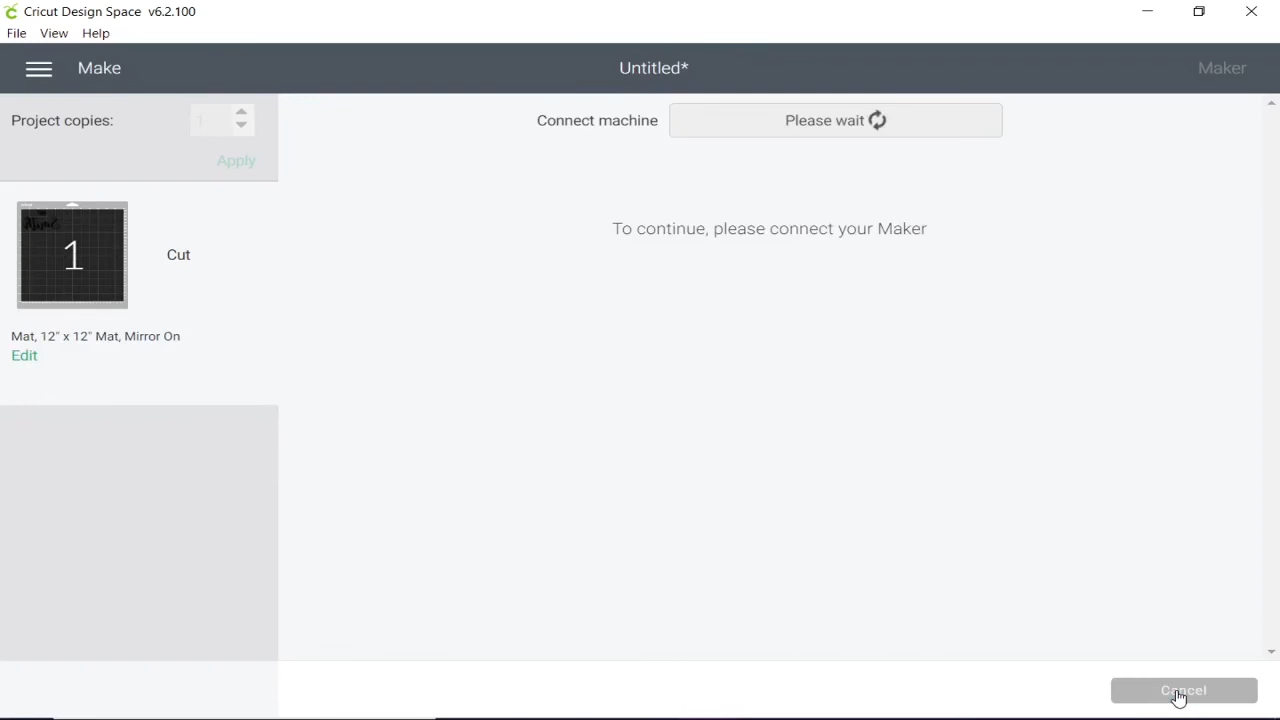 Cricut Design Space v6.2.100
File View Help
Make Untitled* Maker
Project copies: 1
Connect machine Please wait
Apply
To continue, please connect your Maker
1
Cut
Mat, 12" x 12" Mat, Mirror On
Edit
Cancel